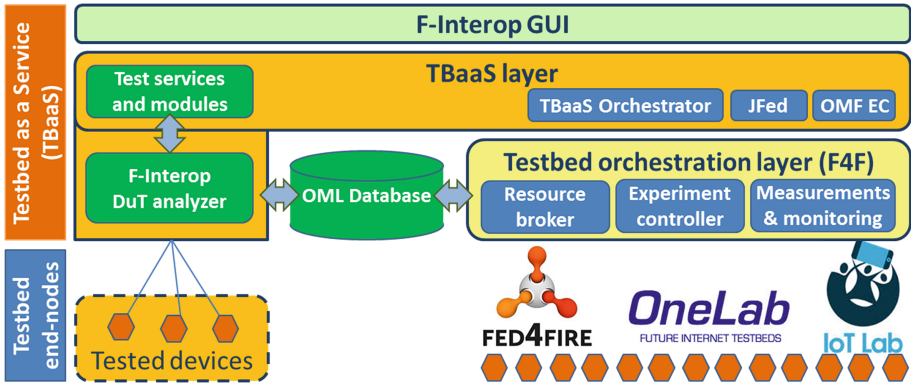 Testbed as a Service
(TBaaS)
F-Interop GUI
TBaaS layer
Test services
and modules
TBaaS Orchestrator
JFed
OMF EC
F-Interop
DuT analyzer
OML Database
Testbed orchestration layer (F4F)
Resource
broker
Experiment
controller
Measurements
& monitoring
Testbed
end-nodes
Tested devices
FED4FIRE
OneLab
FUTURE INTERNET TESTBEDS
IoT Lab